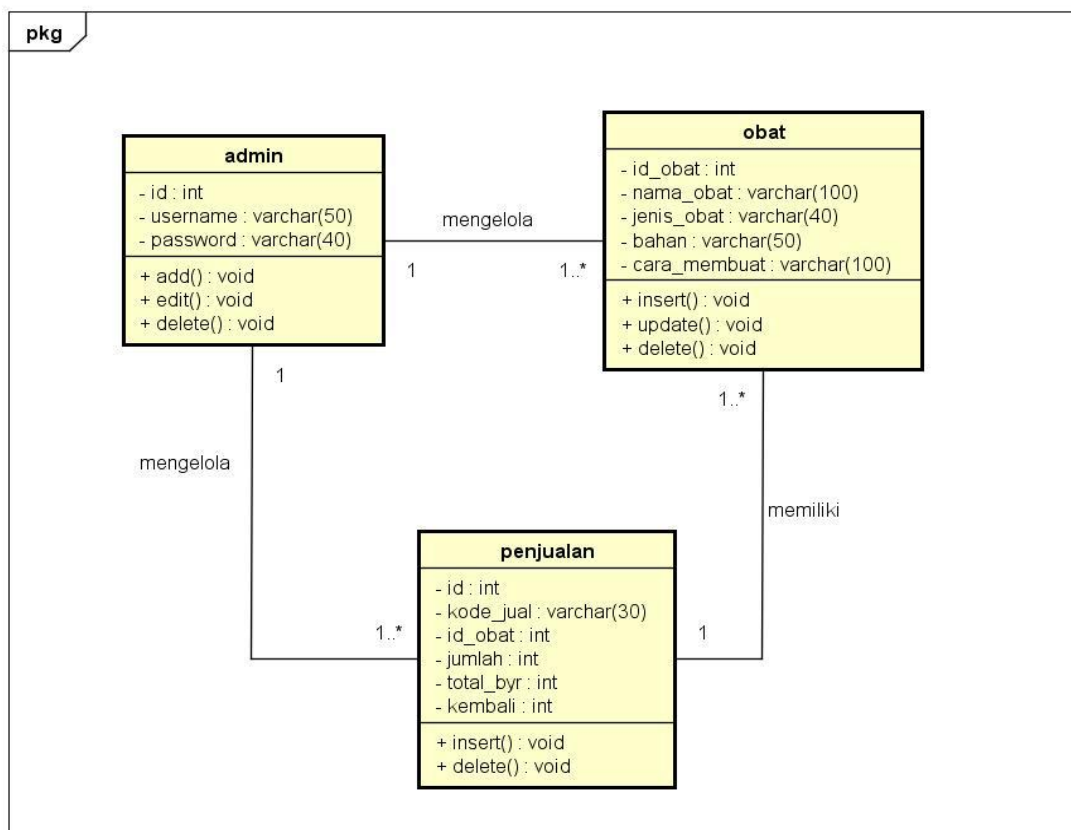 pkg
admin
- id : int
- username : varchar(50)
- password : varchar(40)
+ add() : void
+ edit() : void
+ delete() : void
mengelola
1
1..*
obat
- id_obat : int
- nama_obat : varchar(100)
- jenis_obat : varchar(40)
- bahan : varchar(50)
- cara_membuat : varchar(100)
+ insert() : void
+ update() : void
+ delete() : void
1
1..*
mengelola
memiliki
1..*
1
penjualan
- id : int
- kode_jual : varchar(30)
- id_obat : int
- jumlah : int
- total_byr : int
- kembali : int
+ insert() : void
+ delete() : void